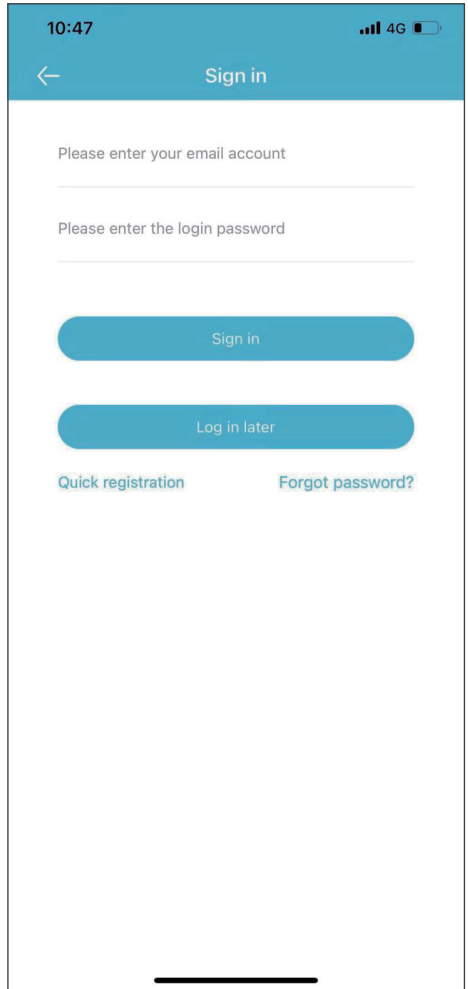 10:47 4G
Sign in
Please enter your email account
Please enter the login password
Sign in
Log in later
Quick registration Forgot password?